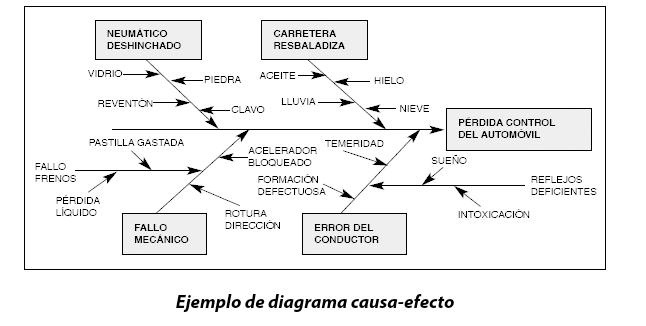 NEUMÁTICO
DESHINCHADO
CARRETERA
RESBALADIZA
VIDRIO
PIEDRA
REVENTÓN
CLAVO
ACEITE
HIELO
LLUVIA
NIEVE
PÉRDIDA CONTROL
DEL AUTOMÓVIL
PASTILLA GASTADA
FALLO
FRENOS
PÉRDIDA
LÍQUIDO
ACELERADOR
BLOQUEADO
ROTURA
DIRECCIÓN
FALLO
MECÁNICO
TEMERIDAD
FORMACIÓN
DEFECTUOSA
SUEÑO
REFLEJOS
DEFICIENTES
INTOXICACIÓN
ERROR DEL
CONDUCTOR
Ejemplo de diagrama causa-efecto